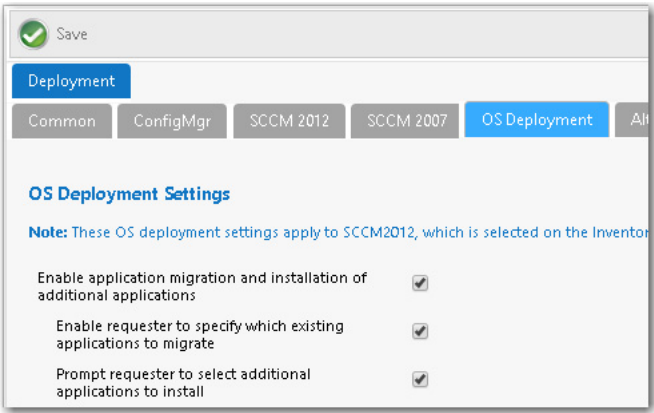 Save
Deployment
Common ConfigMgr SCCM 2012 SCCM 2007 OS Deployment
OS Deployment Settings
Note: These OS deployment settings apply to SCCM2012, which is selected on the
Enable application migration and installation of
additional applications
Enable requester to specify which existing
applications to migrate
Prompt requester to select additional
applications to install